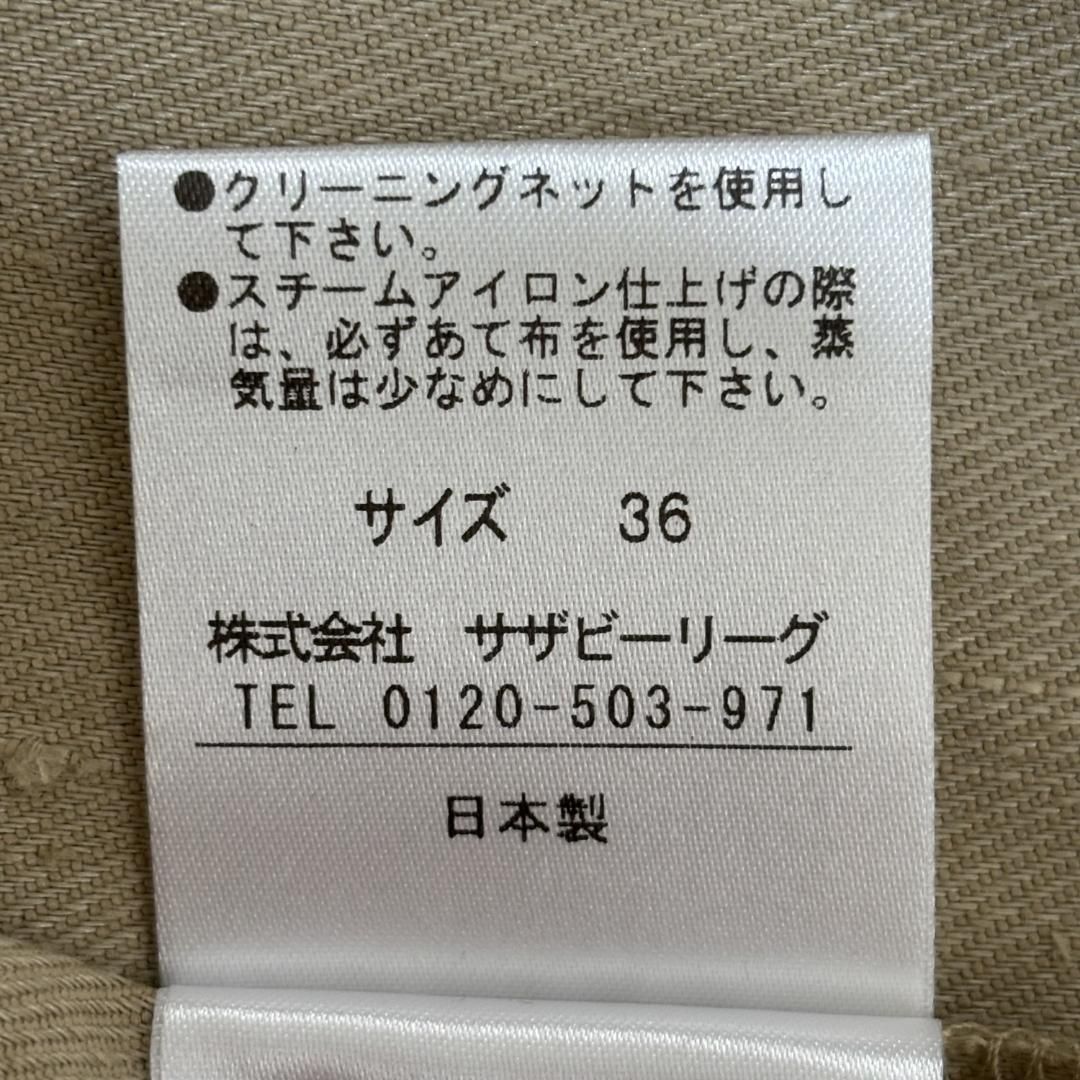 ●クリーニングネットを使用し
て下さい。
●スチームアイロン仕上げの際
は、必ずあて布を使用し、蒸
気量は少なめにして下さい。
サイズ 36
株式会社 サザビーリーグ
TEL 0120-503-971
日本製